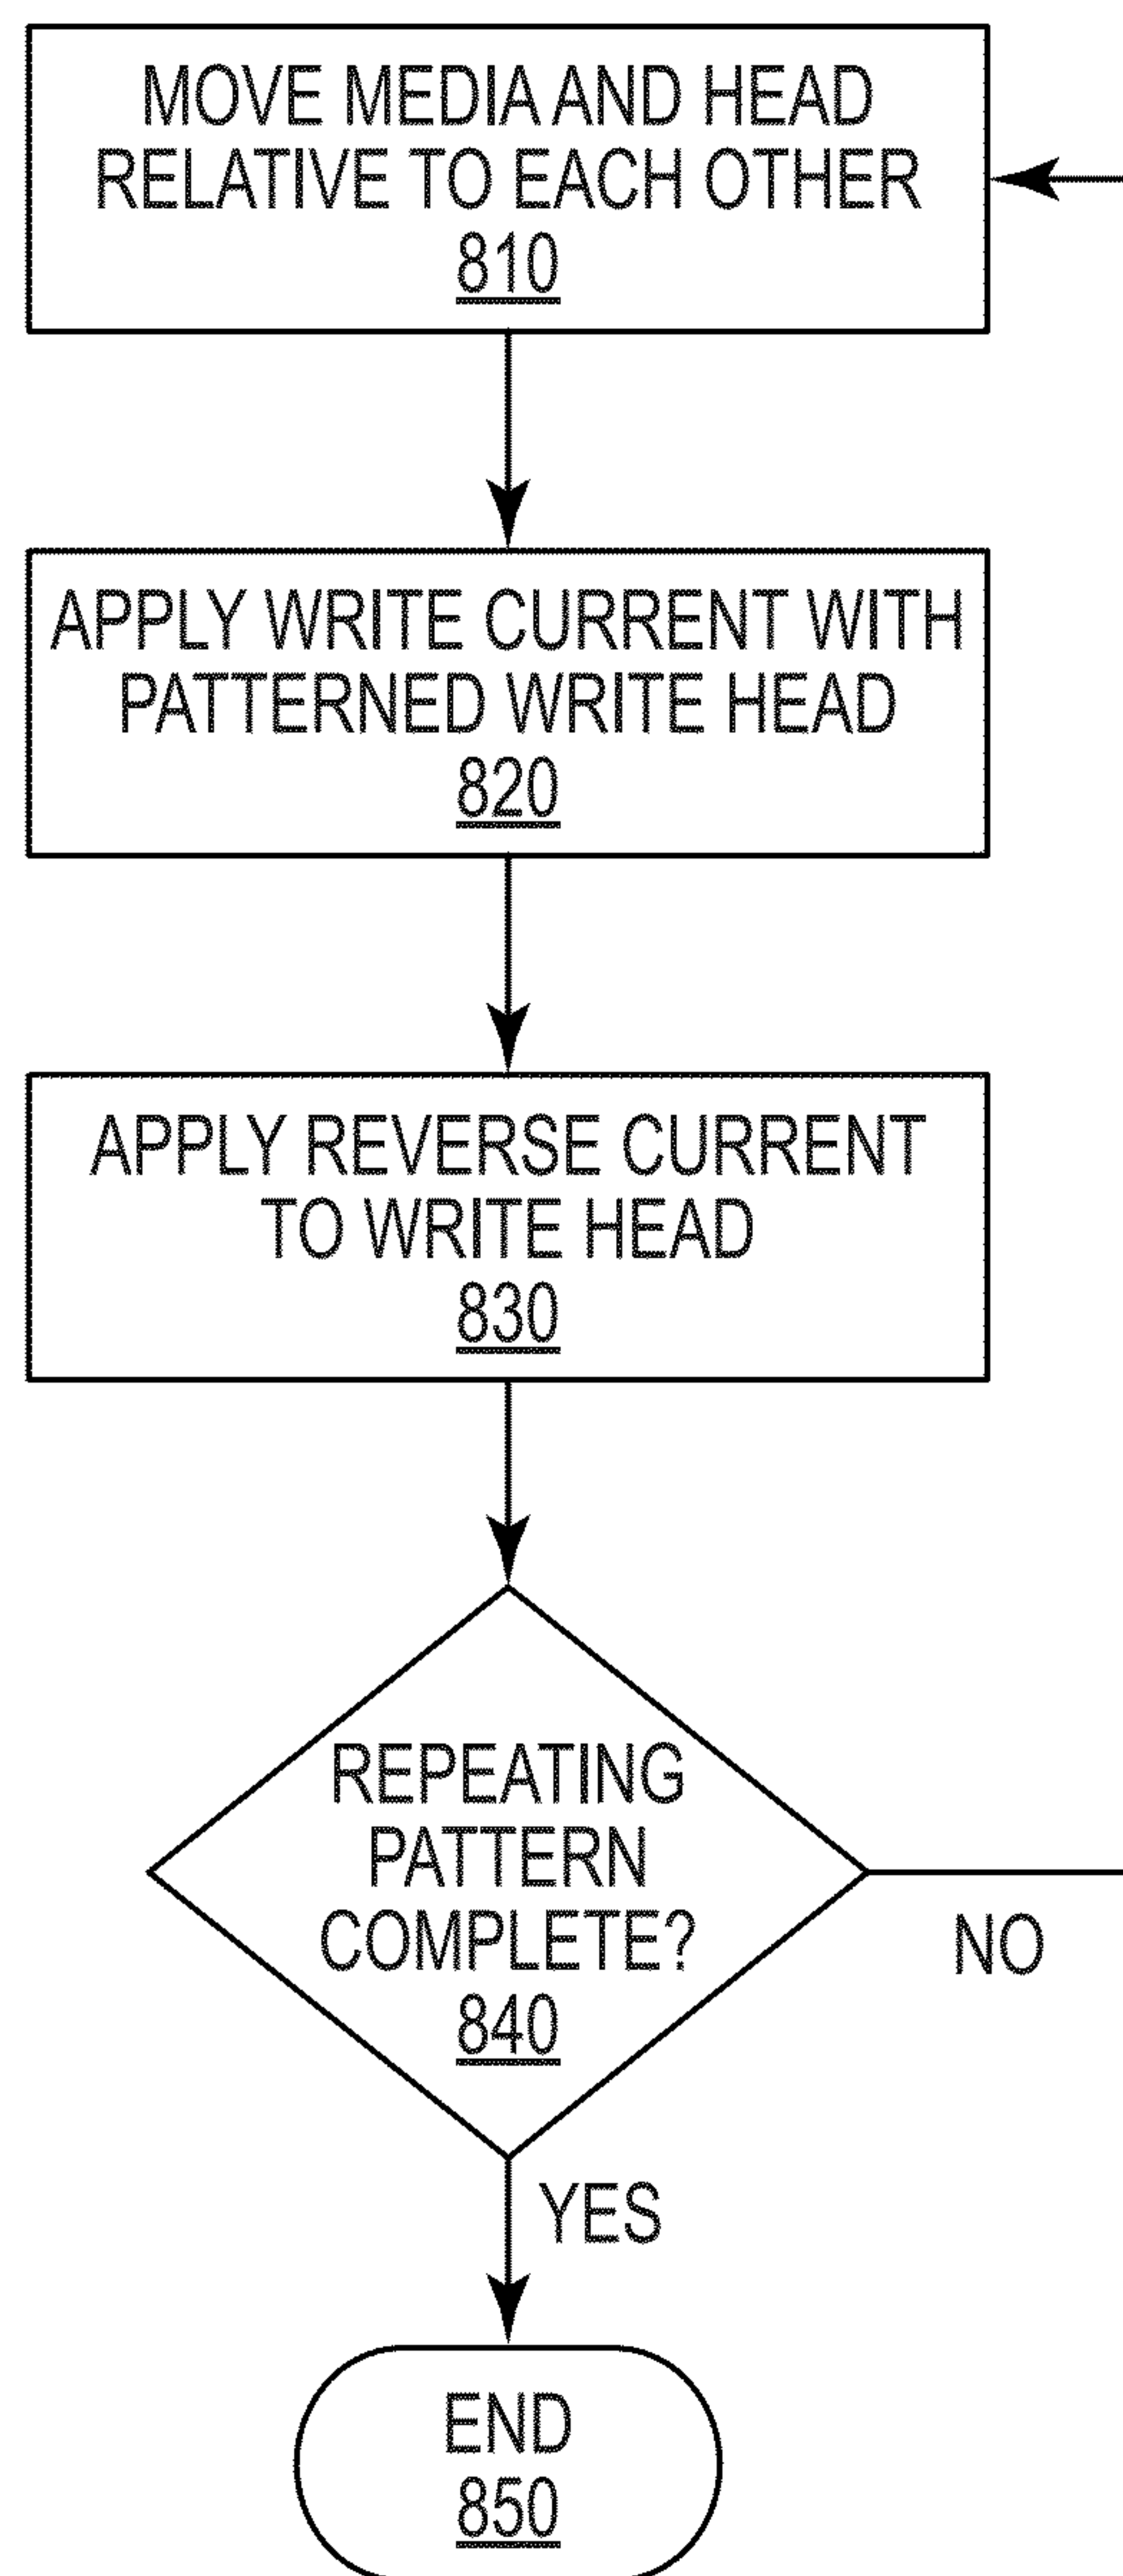 MOVE MEDIA AND HEAD
RELATIVE TO EACH OTHER
810
APPLY WRITE CURRENT WITH
PATTERNED WRITE HEAD
820
APPLY REVERSE CURRENT
TO WRITE HEAD
830
REPEATING
PATTERN
COMPLETE?
840
NO
YES
END
850